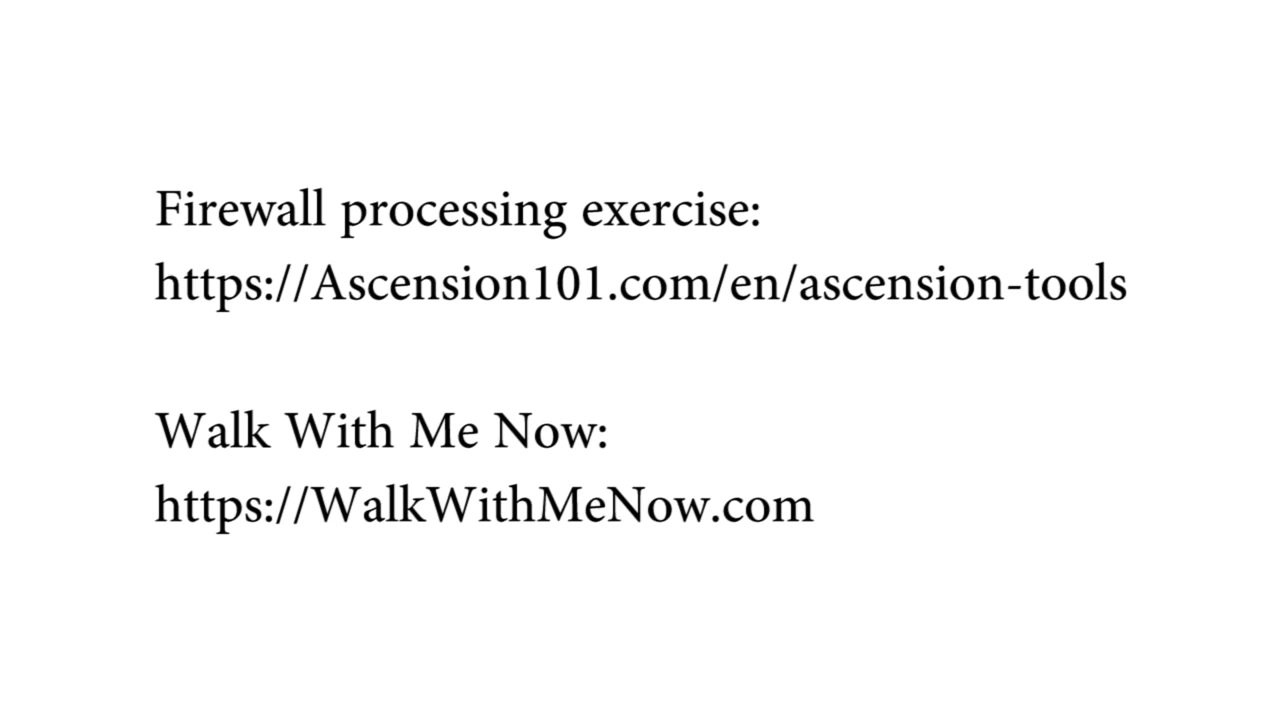 Firewall processing exercise:
https://Ascension101.com/en/ascension-tools
Walk With Me Now:
https://WalkWithMeNow.com